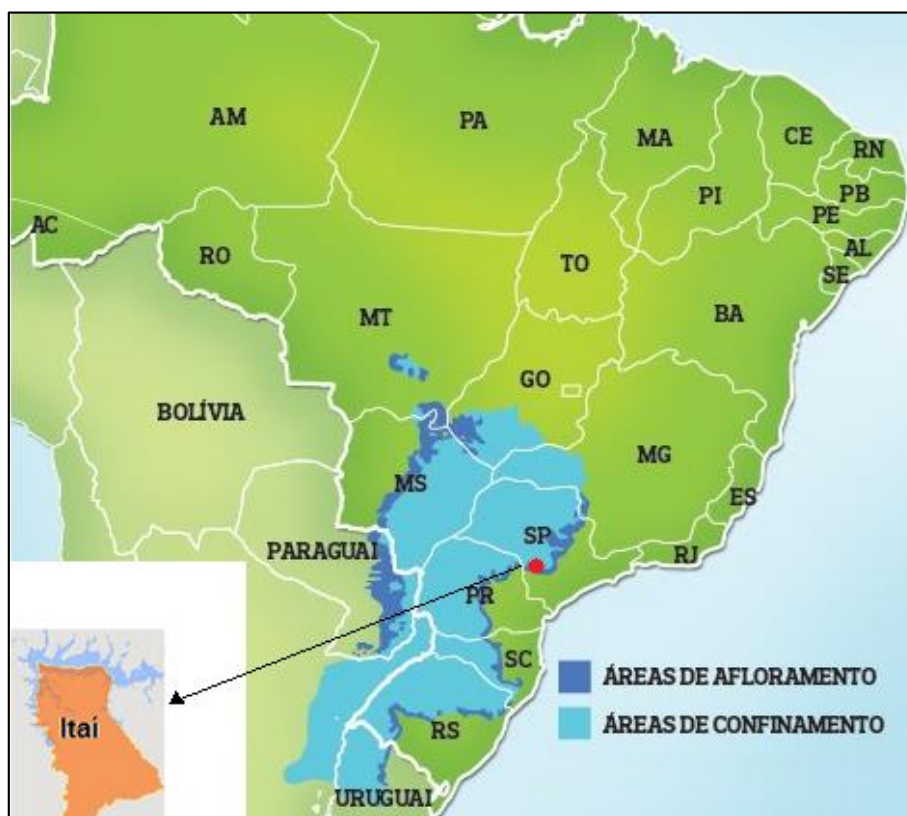 AM
PA
MA
CE
RN
PB
PE
PI
AL
SE
AC
RO
TO
BA
MT
GO
BOLÍVIA
MG
MS
ES
SP
PARAGUAI
RJ
PR
SC
ÁREAS DE AFLORAMENTO
ÁREAS DE CONFINAMENTO
Itaí
RS
URUGUAI